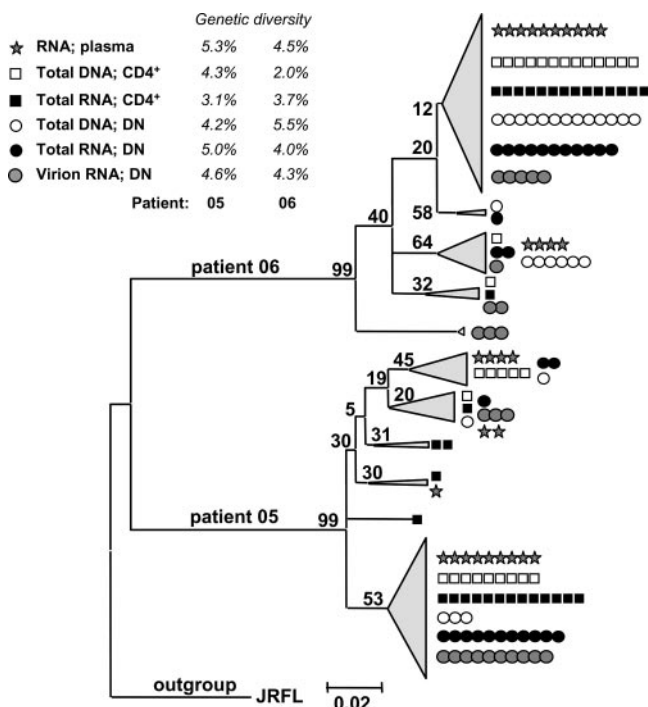 Genetic diversity
RNA; plasma 5.3% 4.5%
Total DNA; CD4⁺ 4.3% 2.0%
Total RNA; CD4⁺ 3.1% 3.7%
Total DNA; DN 4.2% 5.5%
Total RNA; DN 5.0% 4.0%
Virion RNA; DN 4.6% 4.3%
Patient: 05 06
12
20
58
40
64
patient 06 99
32
45
19
20
5
31
30
30
patient 05 99
53
outgroup
JRFL
0.02